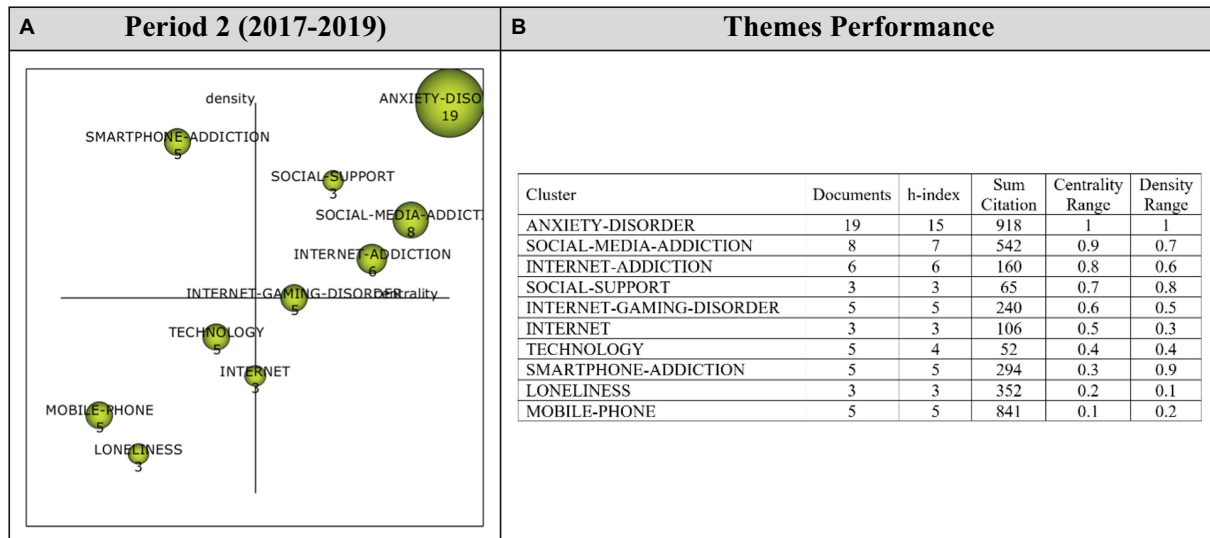 A Period 2 (2017-2019)
B Themes Performance
density
ANXIETY-DISO
19
SMARTPHONE-ADDICTION
5
SOCIAL-SUPPORT
3
SOCIAL-MEDIA-ADDICTI
8
INTERNET-ADDICTION
6
INTERNET-GAMING-DISORDER
5
centrality
TECHNOLOGY
5
INTERNET
3
MOBILE-PHONE
5
LONELINESS
3
Cluster Documents h-index Sum Citation Centrality Range Density Range
ANXIETY-DISORDER 19 15 918 1 1
SOCIAL-MEDIA-ADDICTION 8 7 542 0.9 0.7
INTERNET-ADDICTION 6 6 160 0.8 0.6
SOCIAL-SUPPORT 3 3 65 0.7 0.8
INTERNET-GAMING-DISORDER 5 5 240 0.6 0.5
INTERNET 3 3 106 0.5 0.3
TECHNOLOGY 5 4 52 0.4 0.4
SMARTPHONE-ADDICTION 5 5 294 0.3 0.9
LONELINESS 3 3 352 0.2 0.1
MOBILE-PHONE 5 5 841 0.1 0.2